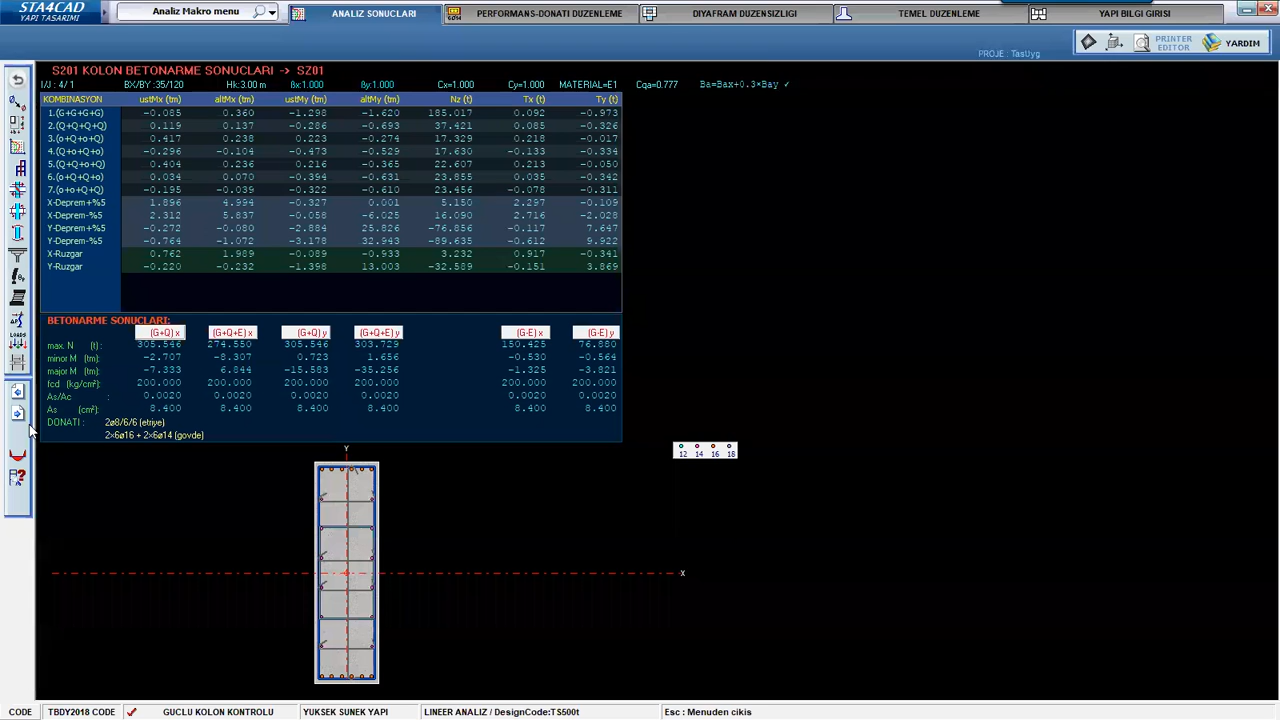 STA4CAD
YAPI TASARIMI
Analiz Makro menu
ANALIZ SONUCLARI
PERFORMANS-DONATI DUZENLEME
DIYAFRAM DUZENSIZLIGI
TEMEL DUZENLEME
YAPI BILGI GIRISI
PROJE : TasUyg
PRINTER EDITOR
YARDIM
S201 KOLON BETONARME SONUCLARI -> SZ01
I/J : 4/ 1 BX/BY : 35/120 Hk: 3.00 m ßx:1.000 ßy:1.000 Cx=1.000 Cy=1.000 MATERIAL=E1 Cqa=0.777 Ba=Bax+0.3*Bay ✓
KOMBINASYON ustMx (tm) altMx (tm) ustMy (tm) altMy (tm) Nz (t) Tx (t) Ty (t)
1.(G+G+G+G) -0.085 0.360 -1.298 -1.620 185.017 0.092 -0.973
2.(Q+Q+Q+Q) 0.119 0.137 -0.286 -0.693 37.421 0.085 -0.326
3.(o+Q+o+Q) 0.417 0.238 0.223 -0.274 17.329 0.218 -0.017
4.(Q+o+Q+o) -0.296 -0.104 -0.473 -0.529 17.630 -0.133 -0.334
5.(Q+Q+o+Q) 0.404 0.236 0.216 -0.365 22.607 0.213 -0.050
6.(o+Q+Q+o) 0.034 0.070 -0.394 -0.631 23.855 0.035 -0.342
7.(o+o+Q+Q) -0.195 -0.039 -0.322 -0.610 23.456 -0.078 -0.311
X-Deprem+%5 1.896 4.994 -0.327 0.001 5.150 2.297 -0.109
X-Deprem-%5 2.312 5.837 -0.058 -6.025 16.090 2.716 -2.028
Y-Deprem+%5 -0.272 -0.080 -2.884 25.826 -76.856 -0.117 7.647
Y-Deprem-%5 -0.764 -1.072 -3.178 32.943 -89.635 -0.612 9.922
X-Ruzgar 0.762 1.989 -0.089 -0.933 3.232 0.917 -0.341
Y-Ruzgar -0.220 -0.232 -1.398 13.003 -32.589 -0.151 3.869
BETONARME SONUCLARI:
(G+Q) x (G+Q+E) x (G+Q) y (G+Q+E) y (G-E) x (G-E) y
max. N (t) : 305.546 274.550 305.546 303.729 150.425 76.880
minor M (tm) : -2.707 -8.307 0.723 1.656 -0.530 -0.564
major M (tm) : -7.333 6.844 -15.583 -35.256 -1.325 -3.821
fcd (kg/cm²) : 200.000 200.000 200.000 200.000 200.000 200.000
As/Ac : 0.0020 0.0020 0.0020 0.0020 0.0020 0.0020
As (cm²) : 8.400 8.400 8.400 8.400 8.400 8.400
DONATI : 2ø8/6/6 (etriye)
2×6ø16 + 2×6ø14 (govde)
12 14 16 18
Y
X
LOADS
CODE TBDY2018 CODE GUCLU KOLON KONTROLU YUKSEK SUNEK YAPI LINEER ANALIZ / DesignCode:TS500t Esc : Menuden cikis